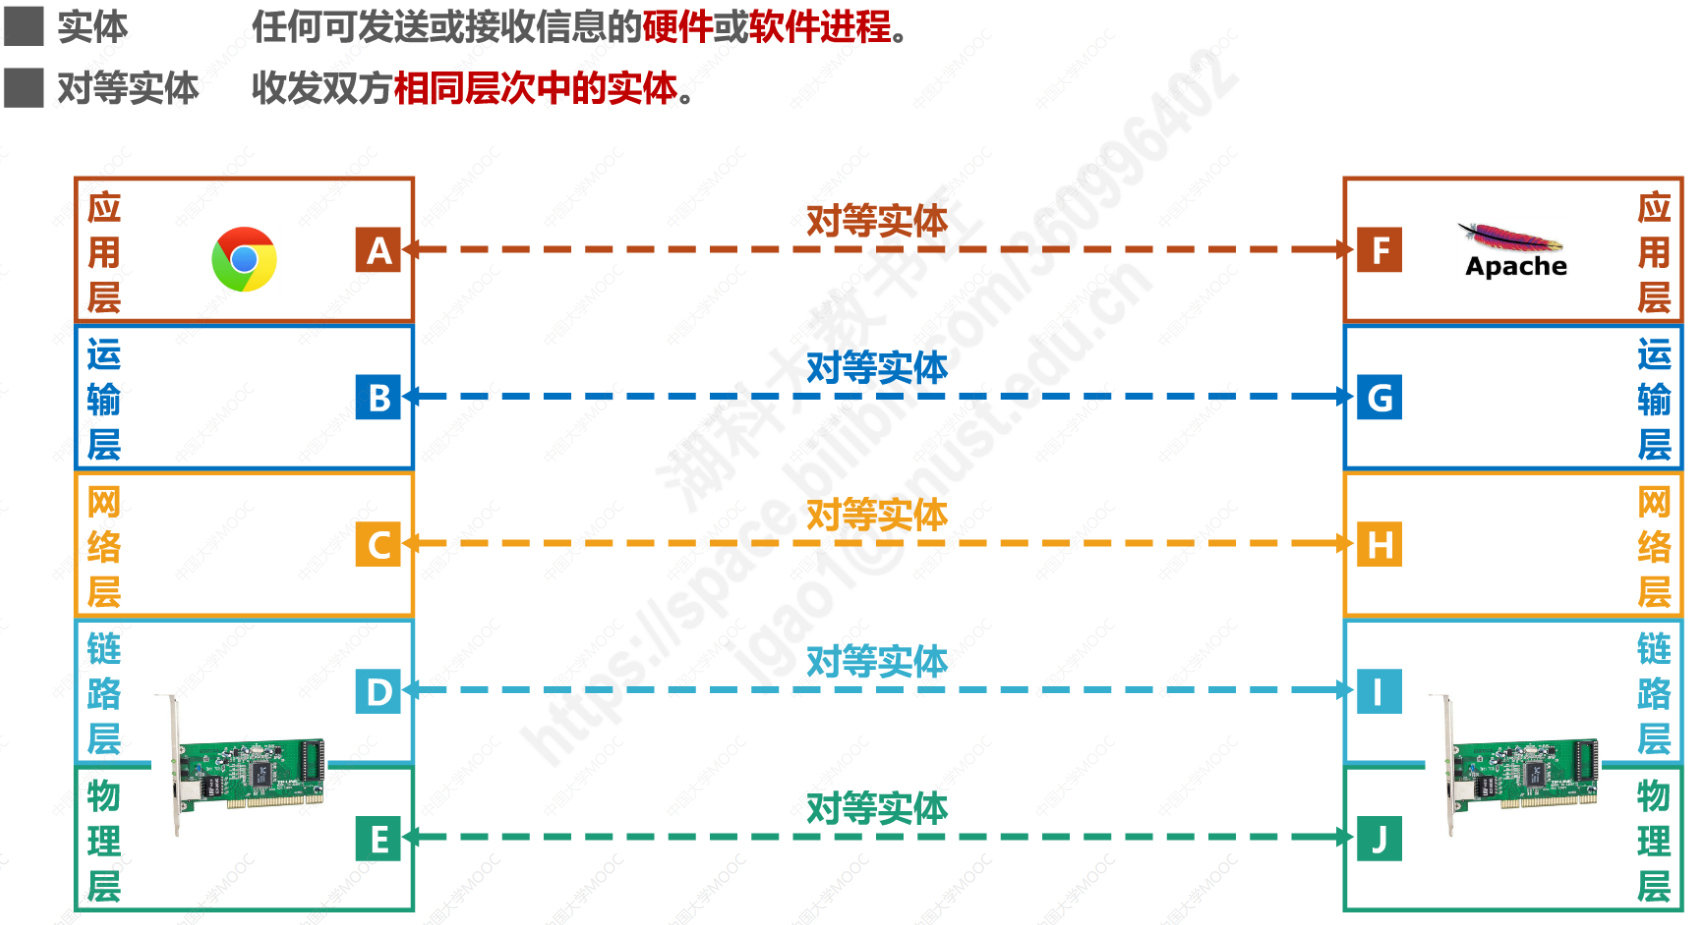 实体 任何可发送或接收信息的硬件或软件进程。
对等实体 收发双方相同层次中的实体。
应用层 A 对等实体 F Apache 应用层
运输层 B 对等实体 G 运输层
网络层 C 对等实体 H 网络层
链路层 D 对等实体 I 链路层
物理层 E 对等实体 J 物理层
湖科大教书匠
https://space.bilibili.com/360996402
jgao1@hnust.edu.cn
中国大学MOOC